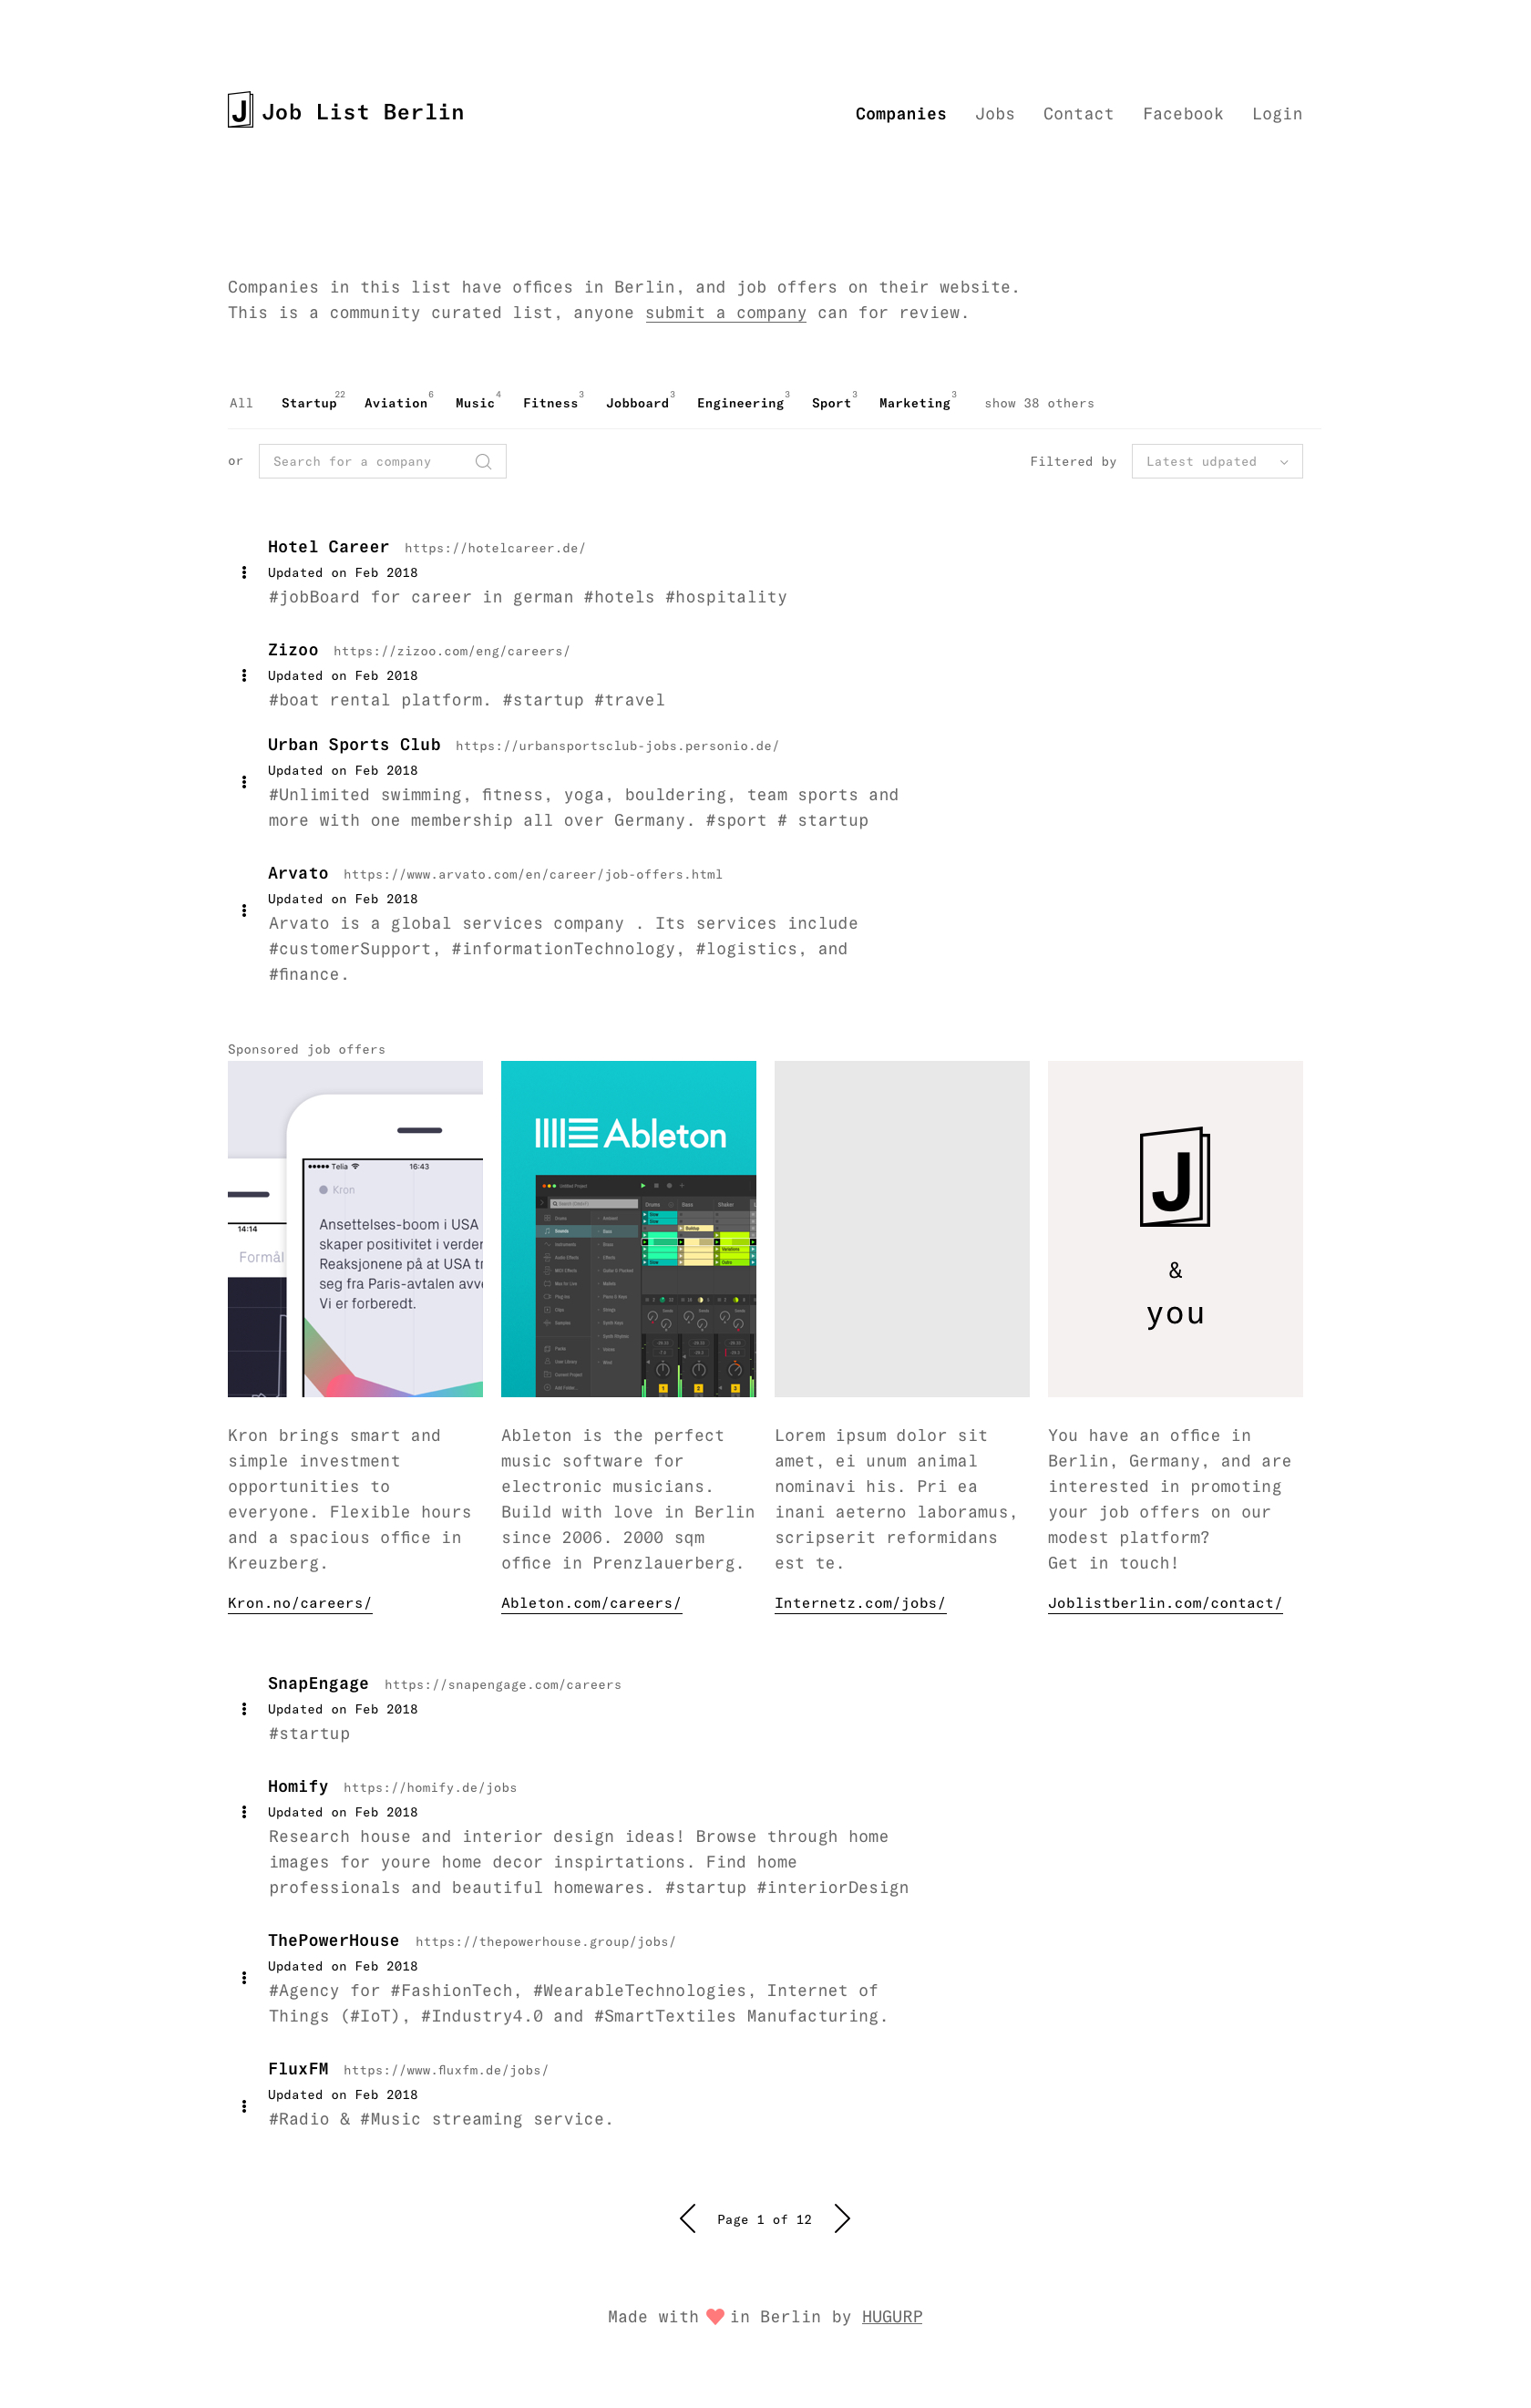 J Job List Berlin
Companies Jobs Contact Facebook Login
Companies in this list have offices in Berlin, and job offers on their website.
This is a community curated list, anyone submit a company can for review.
All Startup 22 Aviation 6 Music 4 Fitness 3 Jobboard 3 Engineering 3 Sport 3 Marketing 3 show 38 others
or Search for a company Filtered by Latest udpated
Hotel Career https://hotelcareer.de/
Updated on Feb 2018
#jobBoard for career in german #hotels #hospitality
Zizoo https://zizoo.com/eng/careers/
Updated on Feb 2018
#boat rental platform. #startup #travel
Urban Sports Club https://urbansportsclub-jobs.personio.de/
Updated on Feb 2018
#Unlimited swimming, fitness, yoga, bouldering, team sports and
more with one membership all over Germany. #sport # startup
Arvato https://www.arvato.com/en/career/job-offers.html
Updated on Feb 2018
Arvato is a global services company . Its services include
#customerSupport, #informationTechnology, #logistics, and
#finance.
Sponsored job offers
Telia 16:43
Kron
14:14
Formål
Ansettelses-boom i USA
skaper positivitet i verden
Reaksjonene på at USA tr
seg fra Paris-avtalen avve
Vi er forberedt.
Ableton
J
&
you
Kron brings smart and
simple investment
opportunities to
everyone. Flexible hours
and a spacious office in
Kreuzberg.
Kron.no/careers/
Ableton is the perfect
music software for
electronic musicians.
Build with love in Berlin
since 2006. 2000 sqm
office in Prenzlauerberg.
Ableton.com/careers/
Lorem ipsum dolor sit
amet, ei unum animal
nominavi his. Pri ea
inani aeterno laboramus,
scripserit reformidans
est te.
Internetz.com/jobs/
You have an office in
Berlin, Germany, and are
interested in promoting
your job offers on our
modest platform?
Get in touch!
Joblistberlin.com/contact/
SnapEngage https://snapengage.com/careers
Updated on Feb 2018
#startup
Homify https://homify.de/jobs
Updated on Feb 2018
Research house and interior design ideas! Browse through home
images for youre home decor inspirtations. Find home
professionals and beautiful homewares. #startup #interiorDesign
ThePowerHouse https://thepowerhouse.group/jobs/
Updated on Feb 2018
#Agency for #FashionTech, #WearableTechnologies, Internet of
Things (#IoT), #Industry4.0 and #SmartTextiles Manufacturing.
FluxFM https://www.fluxfm.de/jobs/
Updated on Feb 2018
#Radio & #Music streaming service.
Page 1 of 12
Made with ❤ in Berlin by HUGURP